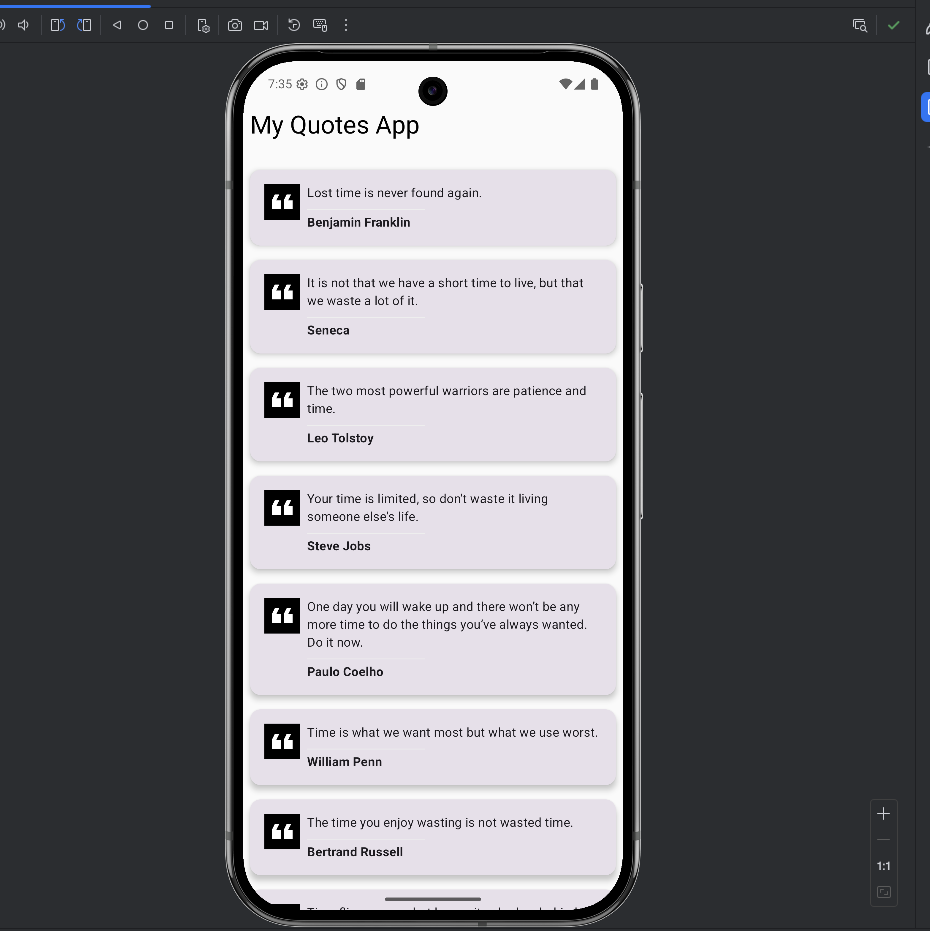 7:35
My Quotes App
Lost time is never found again.
Benjamin Franklin
It is not that we have a short time to live, but that
we waste a lot of it.
Seneca
The two most powerful warriors are patience and
time.
Leo Tolstoy
Your time is limited, so don't waste it living
someone else's life.
Steve Jobs
One day you will wake up and there won't be any
more time to do the things you’ve always wanted.
Do it now.
Paulo Coelho
Time is what we want most but what we use worst.
William Penn
The time you enjoy wasting is not wasted time.
Bertrand Russell
1:1